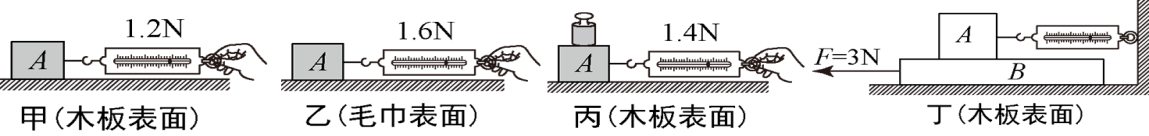 1.2N
A
甲(木板表面)
1.6N
A
乙(毛巾表面)
1.4N
A
丙(木板表面)
A
F=3N
B
丁(木板表面)